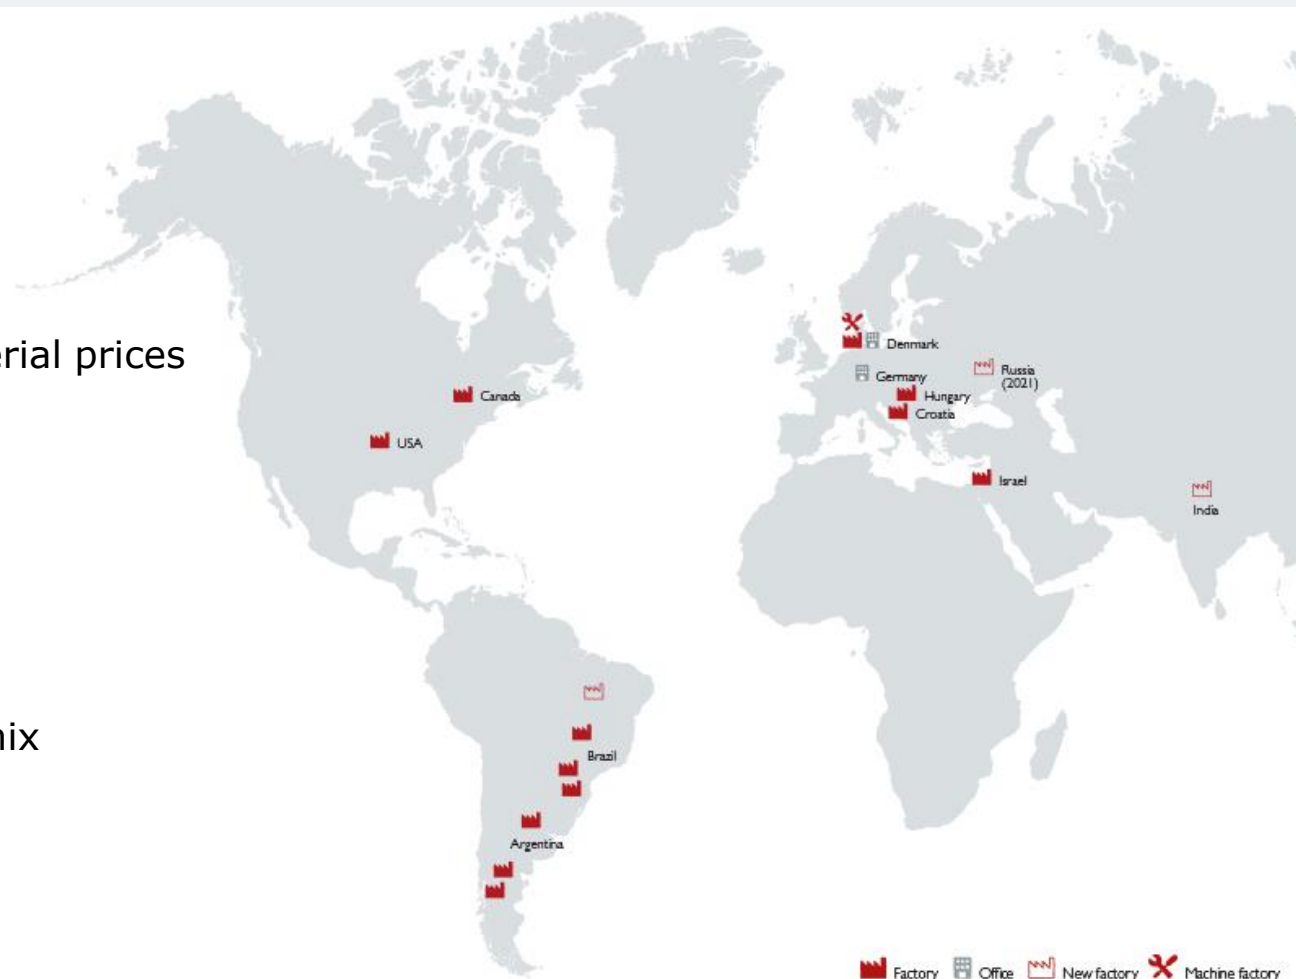 erial prices
nix
Canada
USA
Denmark
Germany
Russia
(2021)
Hungary
Croatia
Israel
India
Brazil
Argentina
Factory Office New factory Machine factory